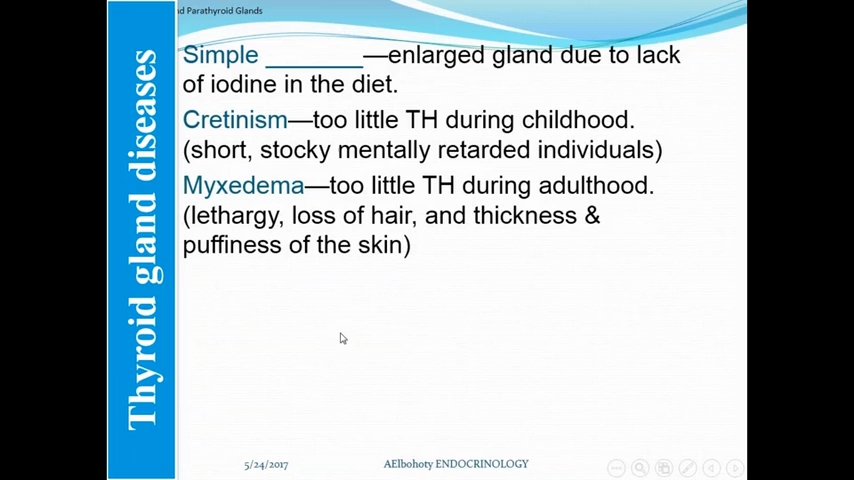 d Parathyroid Glands
Thyroid gland diseases
Simple _______—enlarged gland due to lack
of iodine in the diet.
Cretinism—too little TH during childhood.
(short, stocky mentally retarded individuals)
Myxedema—too little TH during adulthood.
(lethargy, loss of hair, and thickness &
puffiness of the skin)
5/24/2017
AElbohoty ENDOCRINOLOGY